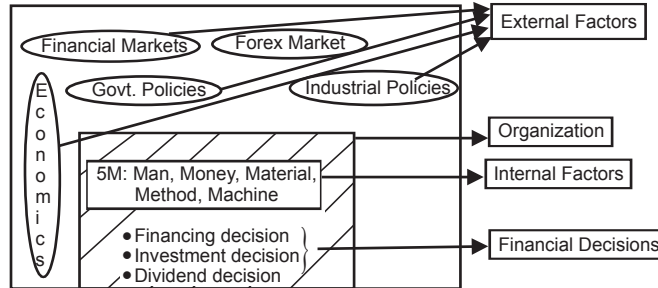 External Factors
Financial Markets
Forex Market
Govt. Policies
Industrial Policies
Economics
Organization
5M: Man, Money, Material,
Method, Machine
Internal Factors
• Financing decision
• Investment decision
• Dividend decision
Financial Decisions